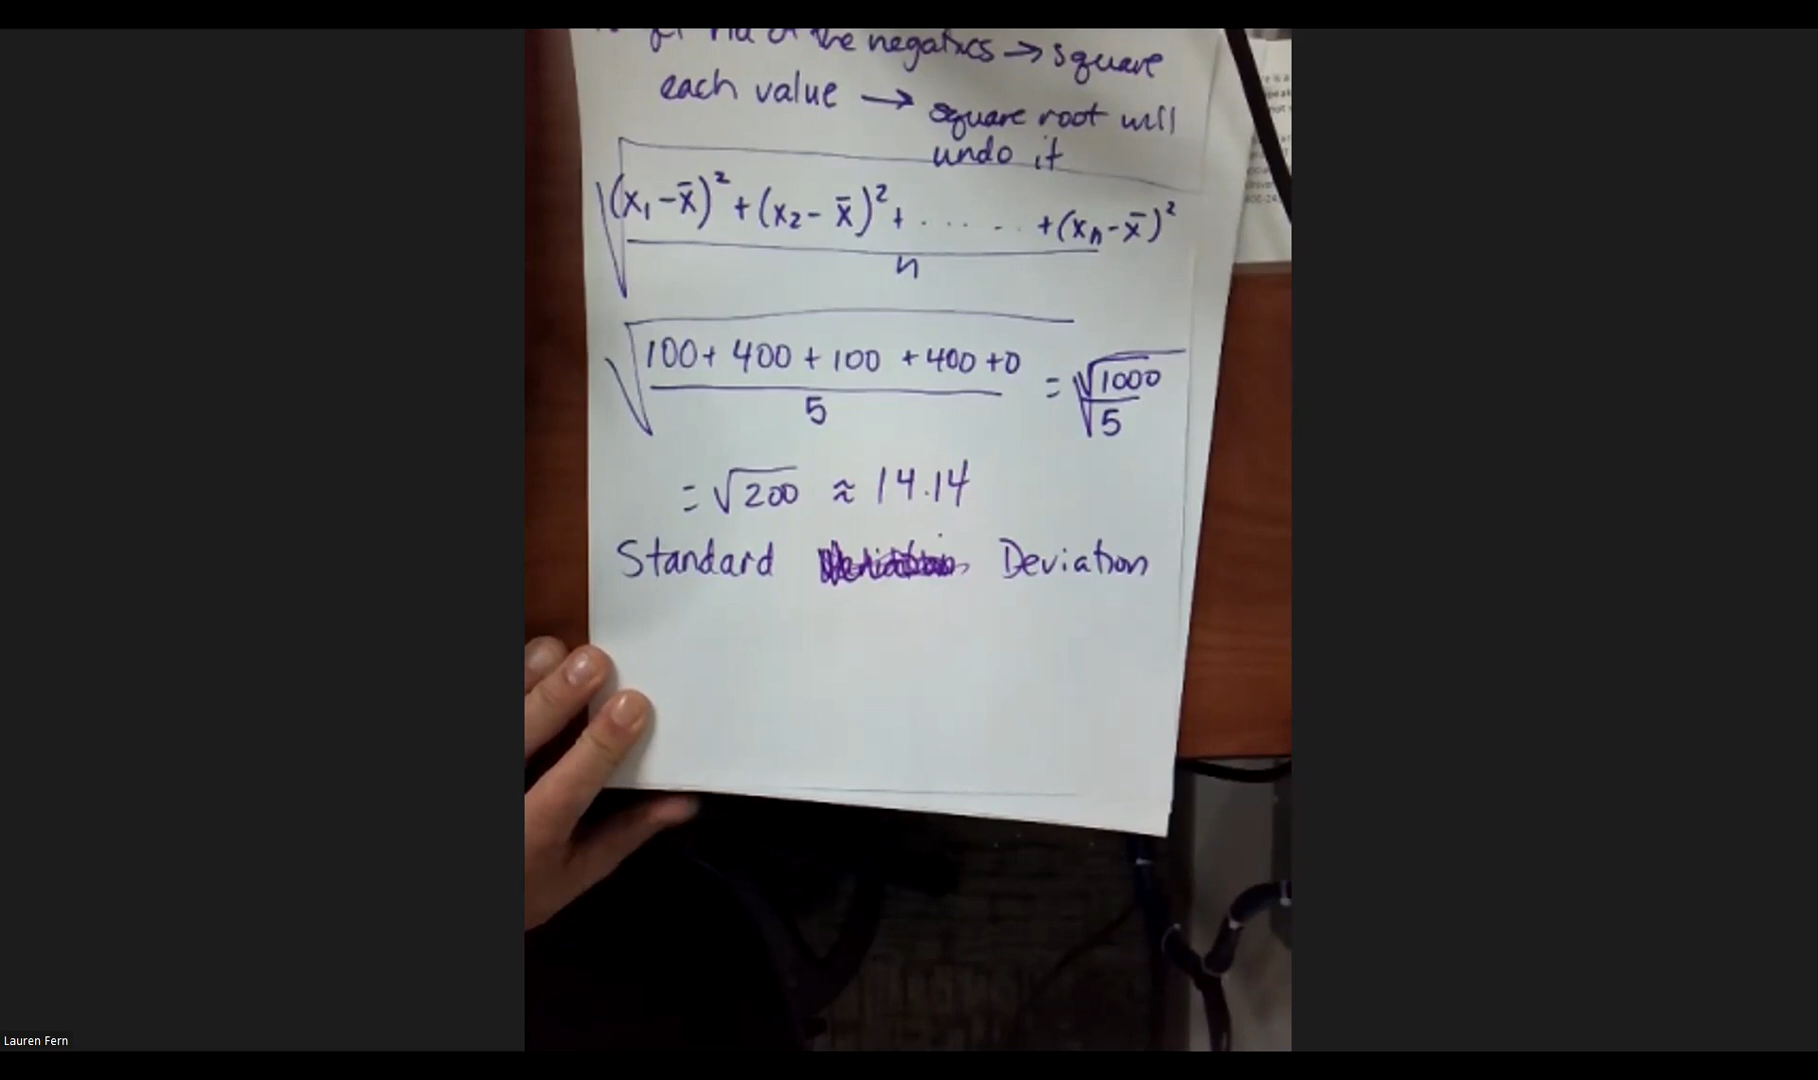 of the negatives → square
each value → square root will
undo it
√((x₁-x̄)² + (x₂-x̄)² + ....... + (xₙ-x̄)²
n
√(100 + 400 + 100 + 400 + 0 = √1000
5 √5
= √200 ≈ 14.14
Standard Deviation
Lauren Fern